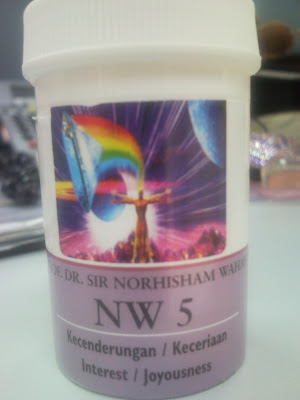 DR. SIR NORHISHAM
NW 5
Kecenderungan / Keceriaan
Interest / Joyousness